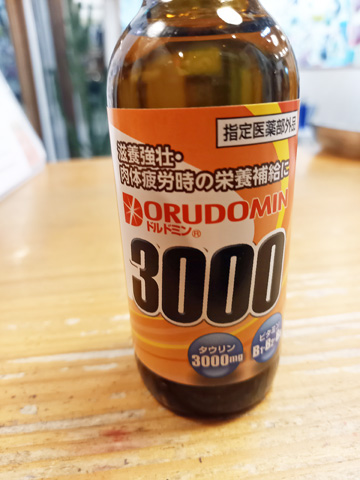 指定医薬部外品
滋養強壮・
肉体疲労時の栄養補給に
DORUDOMIN
ドルドミン®
3000
タウリン
3000mg
ビタミン
B1・B2・